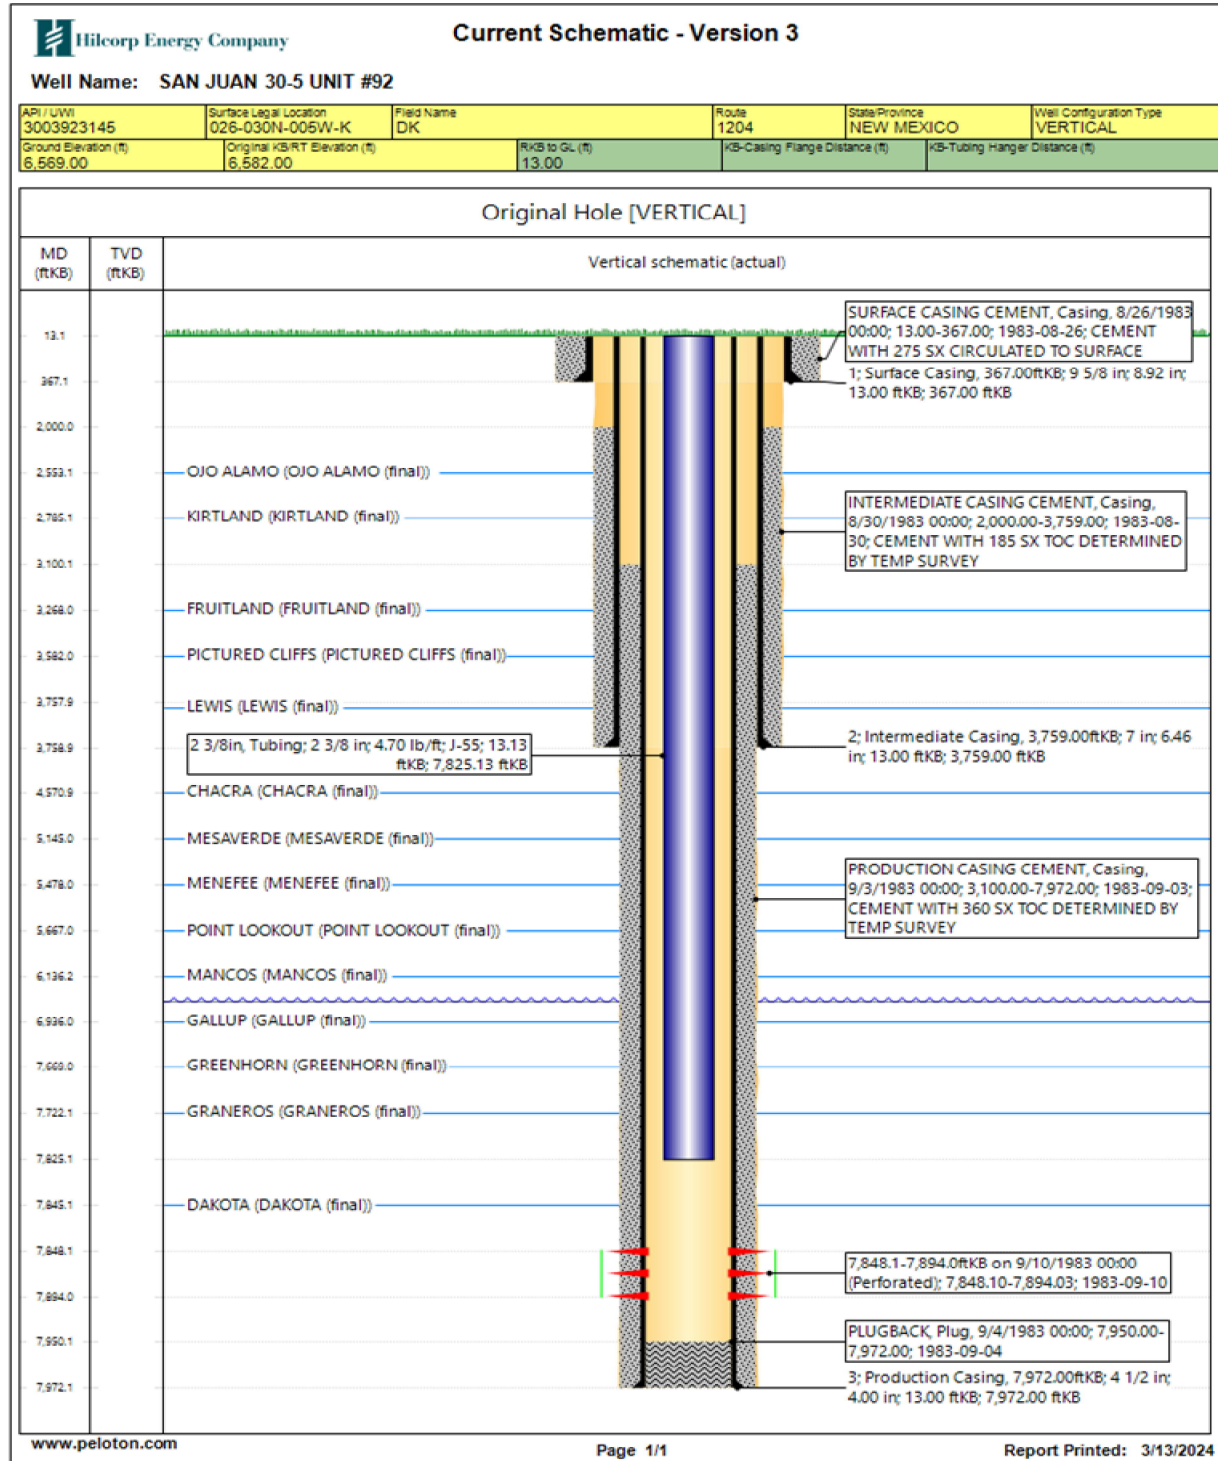 Hilcorp Energy Company
Current Schematic - Version 3
Well Name: SAN JUAN 30-5 UNIT #92
API / UWI
3003923145
Surface Legal Location
026-030N-005W-K
Field Name
DK
Route
1204
State/Province
NEW MEXICO
Well Configuration Type
VERTICAL
Ground Elevation (ft)
6,569.00
Original KB/RT Elevation (ft)
6,582.00
RKB to GL (ft)
13.00
KB-Casing Flange Distance (ft)
KB-Tubing Hanger Distance (ft)
Original Hole [VERTICAL]
MD
(ftKB)
TVD
(ftKB)
Vertical schematic (actual)
13.1
SURFACE CASING CEMENT, Casing, 8/26/1983
00:00; 13.00-367.00; 1983-08-26; CEMENT
WITH 275 SX CIRCULATED TO SURFACE
367.1
1; Surface Casing, 367.00ftKB; 9 5/8 in; 8.92 in;
13.00 ftKB; 367.00 ftKB
2,000.0
2,553.1
OJO ALAMO (OJO ALAMO (final))
2,785.1
KIRTLAND (KIRTLAND (final))
INTERMEDIATE CASING CEMENT, Casing,
8/30/1983 00:00; 2,000.00-3,759.00; 1983-08-
30; CEMENT WITH 185 SX TOC DETERMINED
BY TEMP SURVEY
3,100.1
3,268.0
FRUITLAND (FRUITLAND (final))
3,582.0
PICTURED CLIFFS (PICTURED CLIFFS (final))
3,757.9
LEWIS (LEWIS (final))
3,758.9
2 3/8in, Tubing; 2 3/8 in; 4.70 lb/ft; J-55; 13.13
ftKB; 7,825.13 ftKB
2; Intermediate Casing, 3,759.00ftKB; 7 in; 6.46
in; 13.00 ftKB; 3,759.00 ftKB
4,570.9
CHACRA (CHACRA (final))
5,145.0
MESAVERDE (MESAVERDE (final))
5,478.0
MENEFEE (MENEFEE (final))
PRODUCTION CASING CEMENT, Casing,
9/3/1983 00:00; 3,100.00-7,972.00; 1983-09-03;
CEMENT WITH 360 SX TOC DETERMINED BY
TEMP SURVEY
5,667.0
POINT LOOKOUT (POINT LOOKOUT (final))
6,136.2
MANCOS (MANCOS (final))
6,936.0
GALLUP (GALLUP (final))
7,669.0
GREENHORN (GREENHORN (final))
7,722.1
GRANEROS (GRANEROS (final))
7,825.1
7,845.1
DAKOTA (DAKOTA (final))
7,848.1
7,848.1-7,894.0ftKB on 9/10/1983 00:00
(Perforated); 7,848.10-7,894.03; 1983-09-10
7,894.0
7,950.1
PLUGBACK, Plug, 9/4/1983 00:00; 7,950.00-
7,972.00; 1983-09-04
7,972.1
3; Production Casing, 7,972.00ftKB; 4 1/2 in;
4.00 in; 13.00 ftKB; 7,972.00 ftKB
www.peloton.com
Page 1/1
Report Printed: 3/13/2024